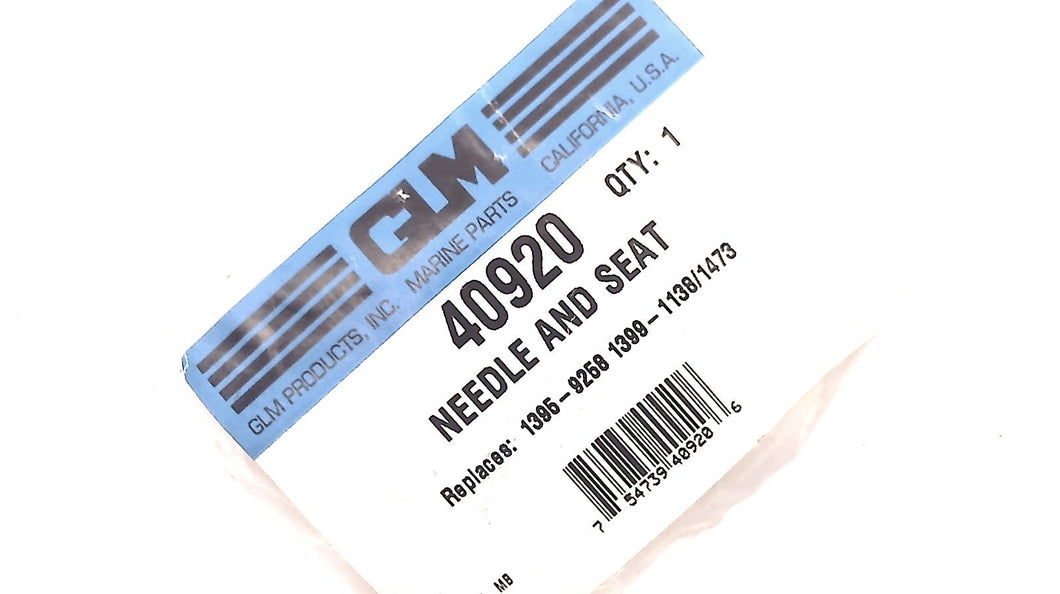 GLM
GLM PRODUCTS, INC. MARINE PARTS CALIFORNIA, U.S.A.
40920 QTY: 1
NEEDLE AND SEAT
Replaces: 1395-9258 1399-1138/1473
7 54739 40920 6
MB